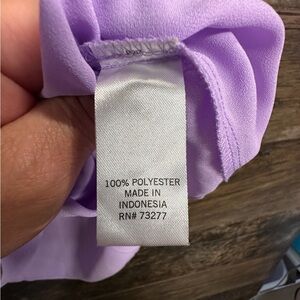 100% POLYESTER
MADE IN
INDONESIA
RN# 73277